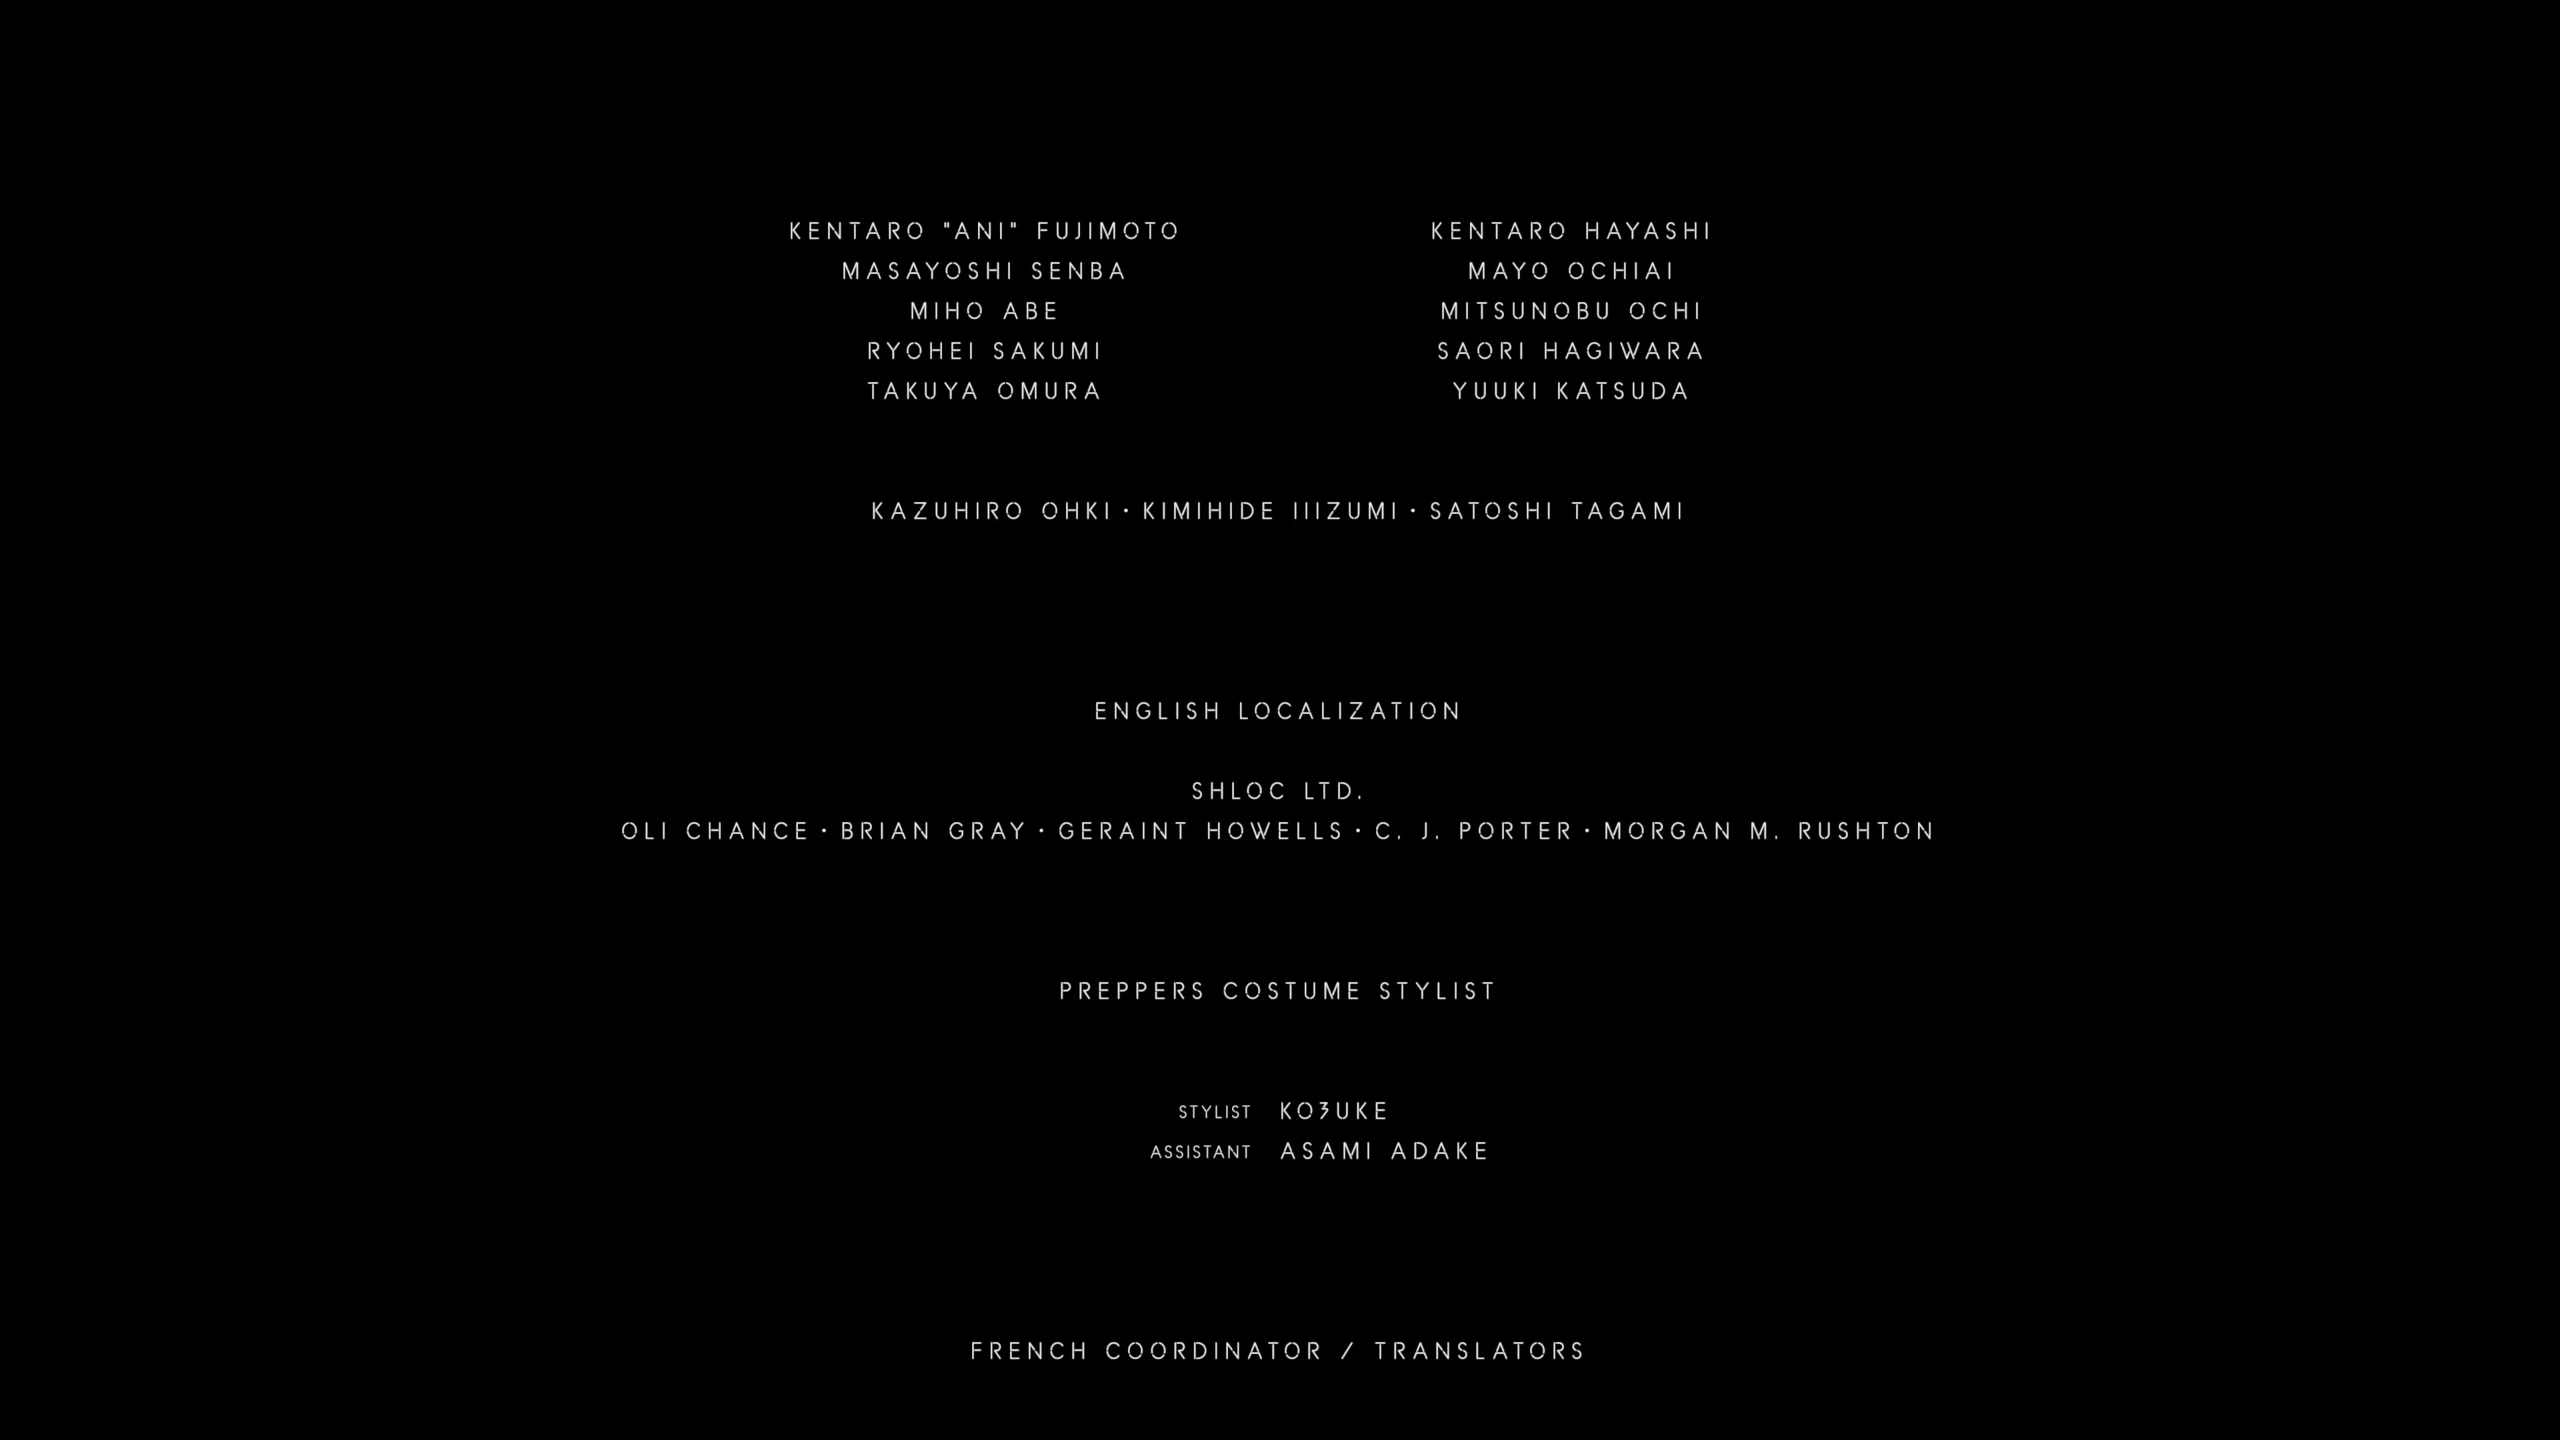 KENTARO "ANI" FUJIMOTO KENTARO HAYASHI
MASAYOSHI SENBA MAYO OCHIAI
MIHO ABE MITSUNOBU OCHI
RYOHEI SAKUMI SAORI HAGIWARA
TAKUYA OMURA YUUKI KATSUDA
KAZUHIRO OHKI・KIMIHIDE IIIZUMI・SATOSHI TAGAMI
ENGLISH LOCALIZATION
SHLOC LTD.
OLI CHANCE・BRIAN GRAY・GERAINT HOWELLS・C. J. PORTER・MORGAN M. RUSHTON
PREPPERS COSTUME STYLIST
STYLIST KO3UKE
ASSISTANT ASAMI ADAKE
FRENCH COORDINATOR / TRANSLATORS